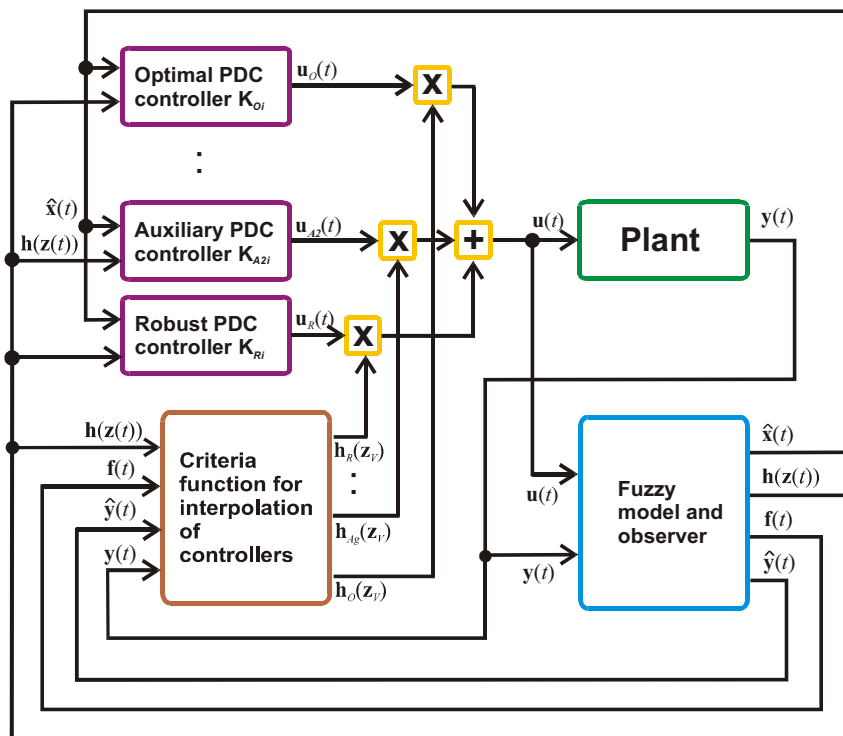 Optimal PDC
controller K_Oi
u_O(t)
X
:
x̂(t)
h(z(t))
Auxiliary PDC
controller K_A2i
u_A2(t)
X
+
u(t)
Plant
y(t)
Robust PDC
controller K_Ri
u_R(t)
X
h(z(t))
f(t)
ŷ(t)
y(t)
Criteria
function for
interpolation
of
controllers
h_R(z_V)
:
h_Ag(z_V)
h_O(z_V)
u(t)
y(t)
Fuzzy
model and
observer
x̂(t)
h(z(t))
f(t)
ŷ(t)